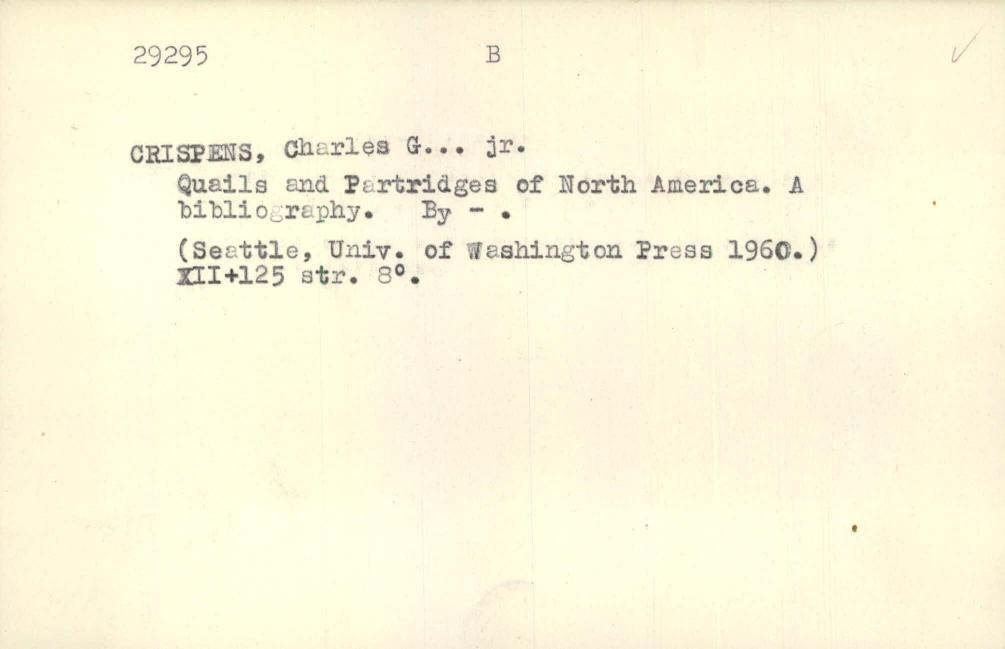 29295 B
CRISPENS, Charles G... jr.
Quails and Partridges of North America. A
bibliography. By - .
(Seattle, Univ. of Washington Press 1960.)
XII+125 str. 8°.